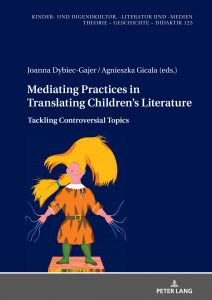 KINDER- UND JUGENDKULTUR, -LITERATUR UND -MEDIEN
THEORIE – GESCHICHTE – DIDAKTIK 125
Joanna Dybiec-Gajer / Agnieszka Gicala (eds.)
Mediating Practices in
Translating Children's Literature
Tackling Controversial Topics
PETER LANG